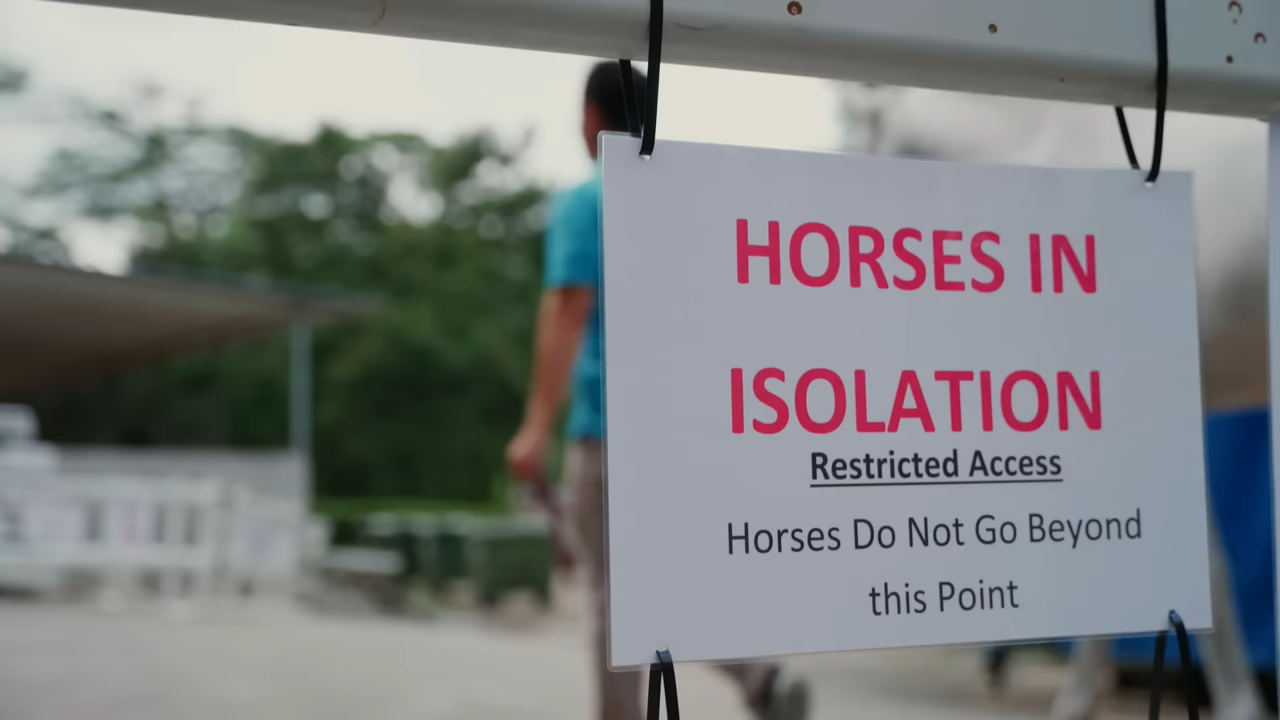 HORSES IN
ISOLATION
Restricted Access
Horses Do Not Go Beyond
this Point